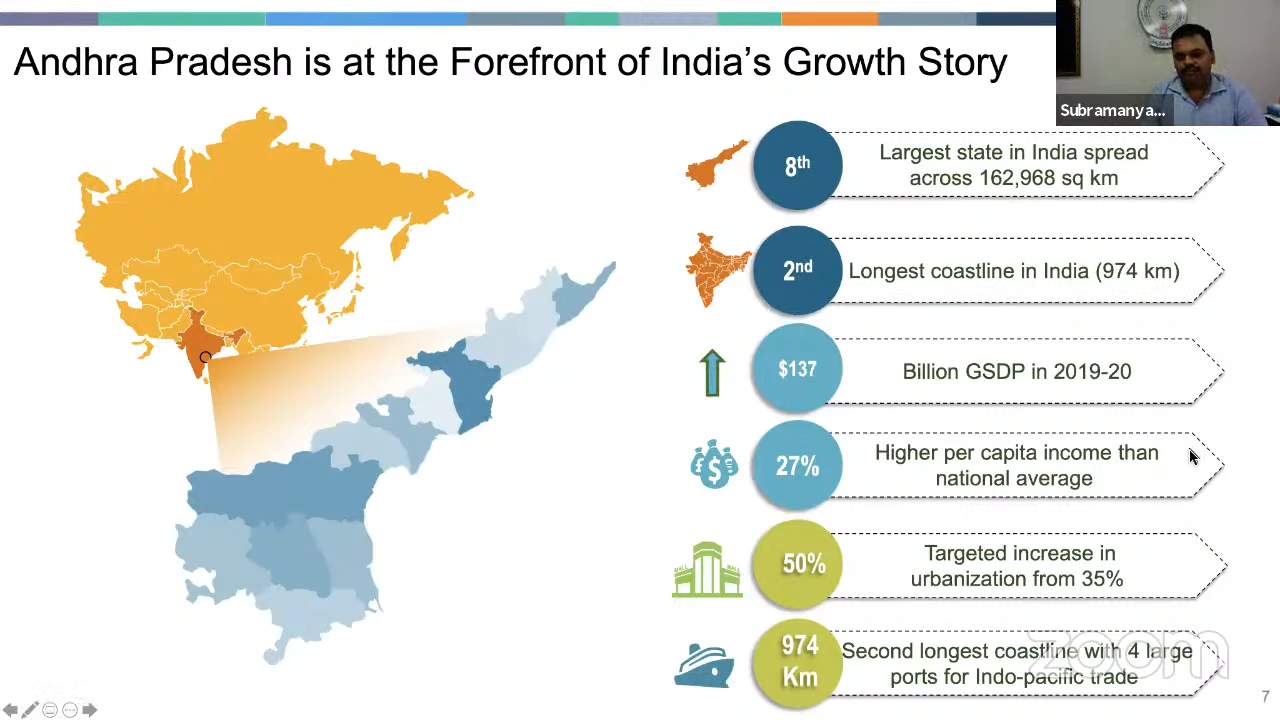 Andhra Pradesh is at the Forefront of India's Growth Story
Subramanya...
8th
Largest state in India spread
across 162,968 sq km
2nd
Longest coastline in India (974 km)
$137
Billion GSDP in 2019-20
27%
Higher per capita income than
national average
50%
Targeted increase in
urbanization from 35%
974
Km
Second longest coastline with 4 large
ports for Indo-pacific trade
zoom
7